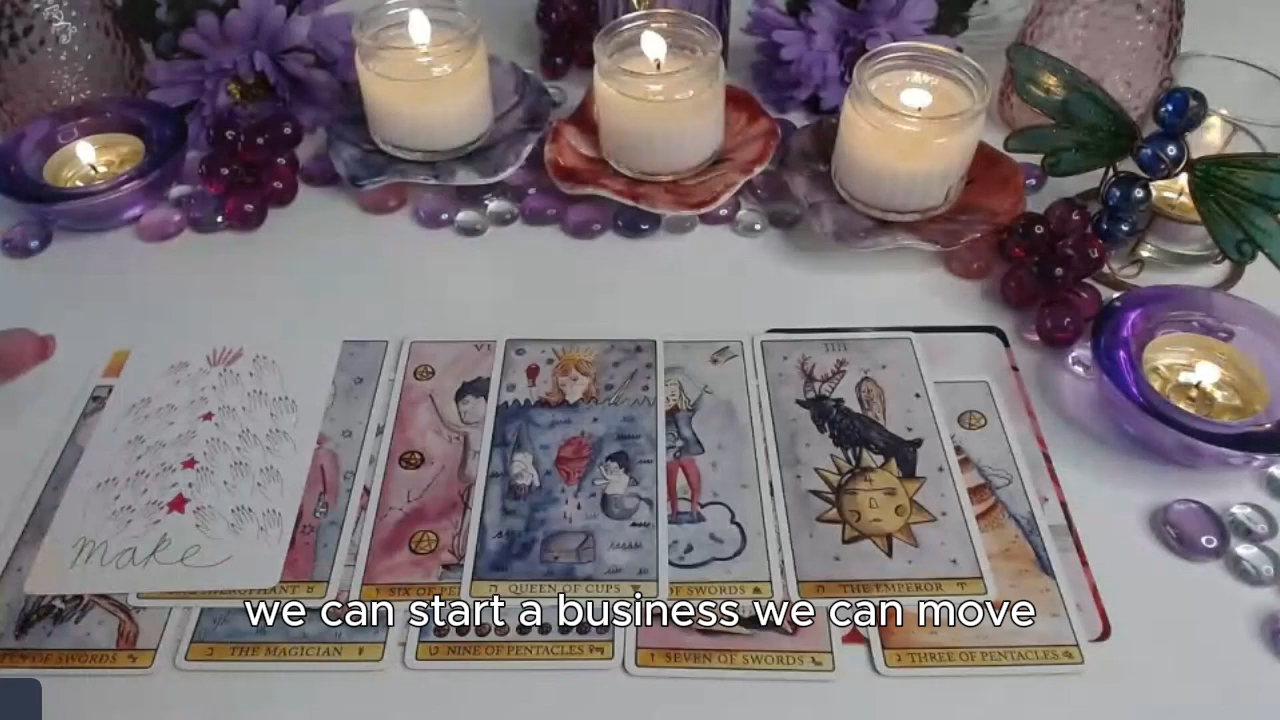 VI
IIII
make
HIEROPHANT
SIX OF PE
QUEEN OF CUPS
OF SWORDS
THE EMPEROR
we can start a business we can move
OF SWORDS
THE MAGICIAN
NINE OF PENTACLES
SEVEN OF SWORDS
THREE OF PENTACLES